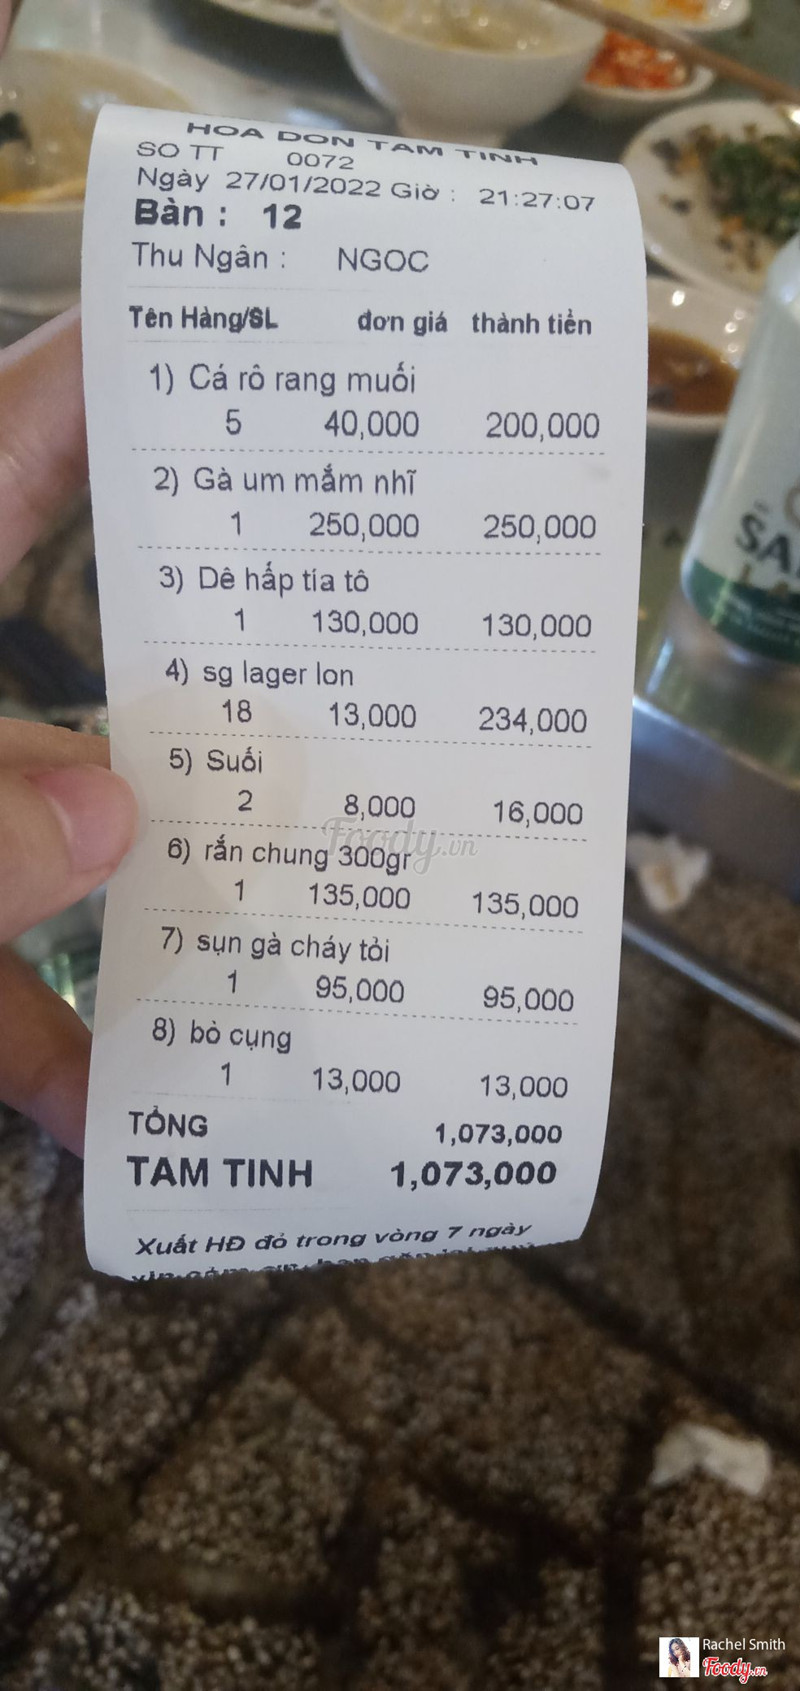 HOA DON TAM TINH
SO TT 0072
Ngày 27/01/2022 Giờ : 21:27:07
Bàn : 12
Thu Ngân : NGOC
Tên Hàng/SL đơn giá thành tiền
1) Cá rô rang muối
5 40,000 200,000
2) Gà um mắm nhĩ
1 250,000 250,000
3) Dê hấp tía tô
1 130,000 130,000
4) sg lager lon
18 13,000 234,000
5) Suối
2 8,000 16,000
6) rắn chung 300gr
1 135,000 135,000
7) sụn gà cháy tỏi
1 95,000 95,000
8) bò cụng
1 13,000 13,000
TỔNG 1,073,000
TAM TINH 1,073,000
Xuất HĐ đỏ trong vòng 7 ngày
Foody.vn
Rachel Smith
Foody.vn